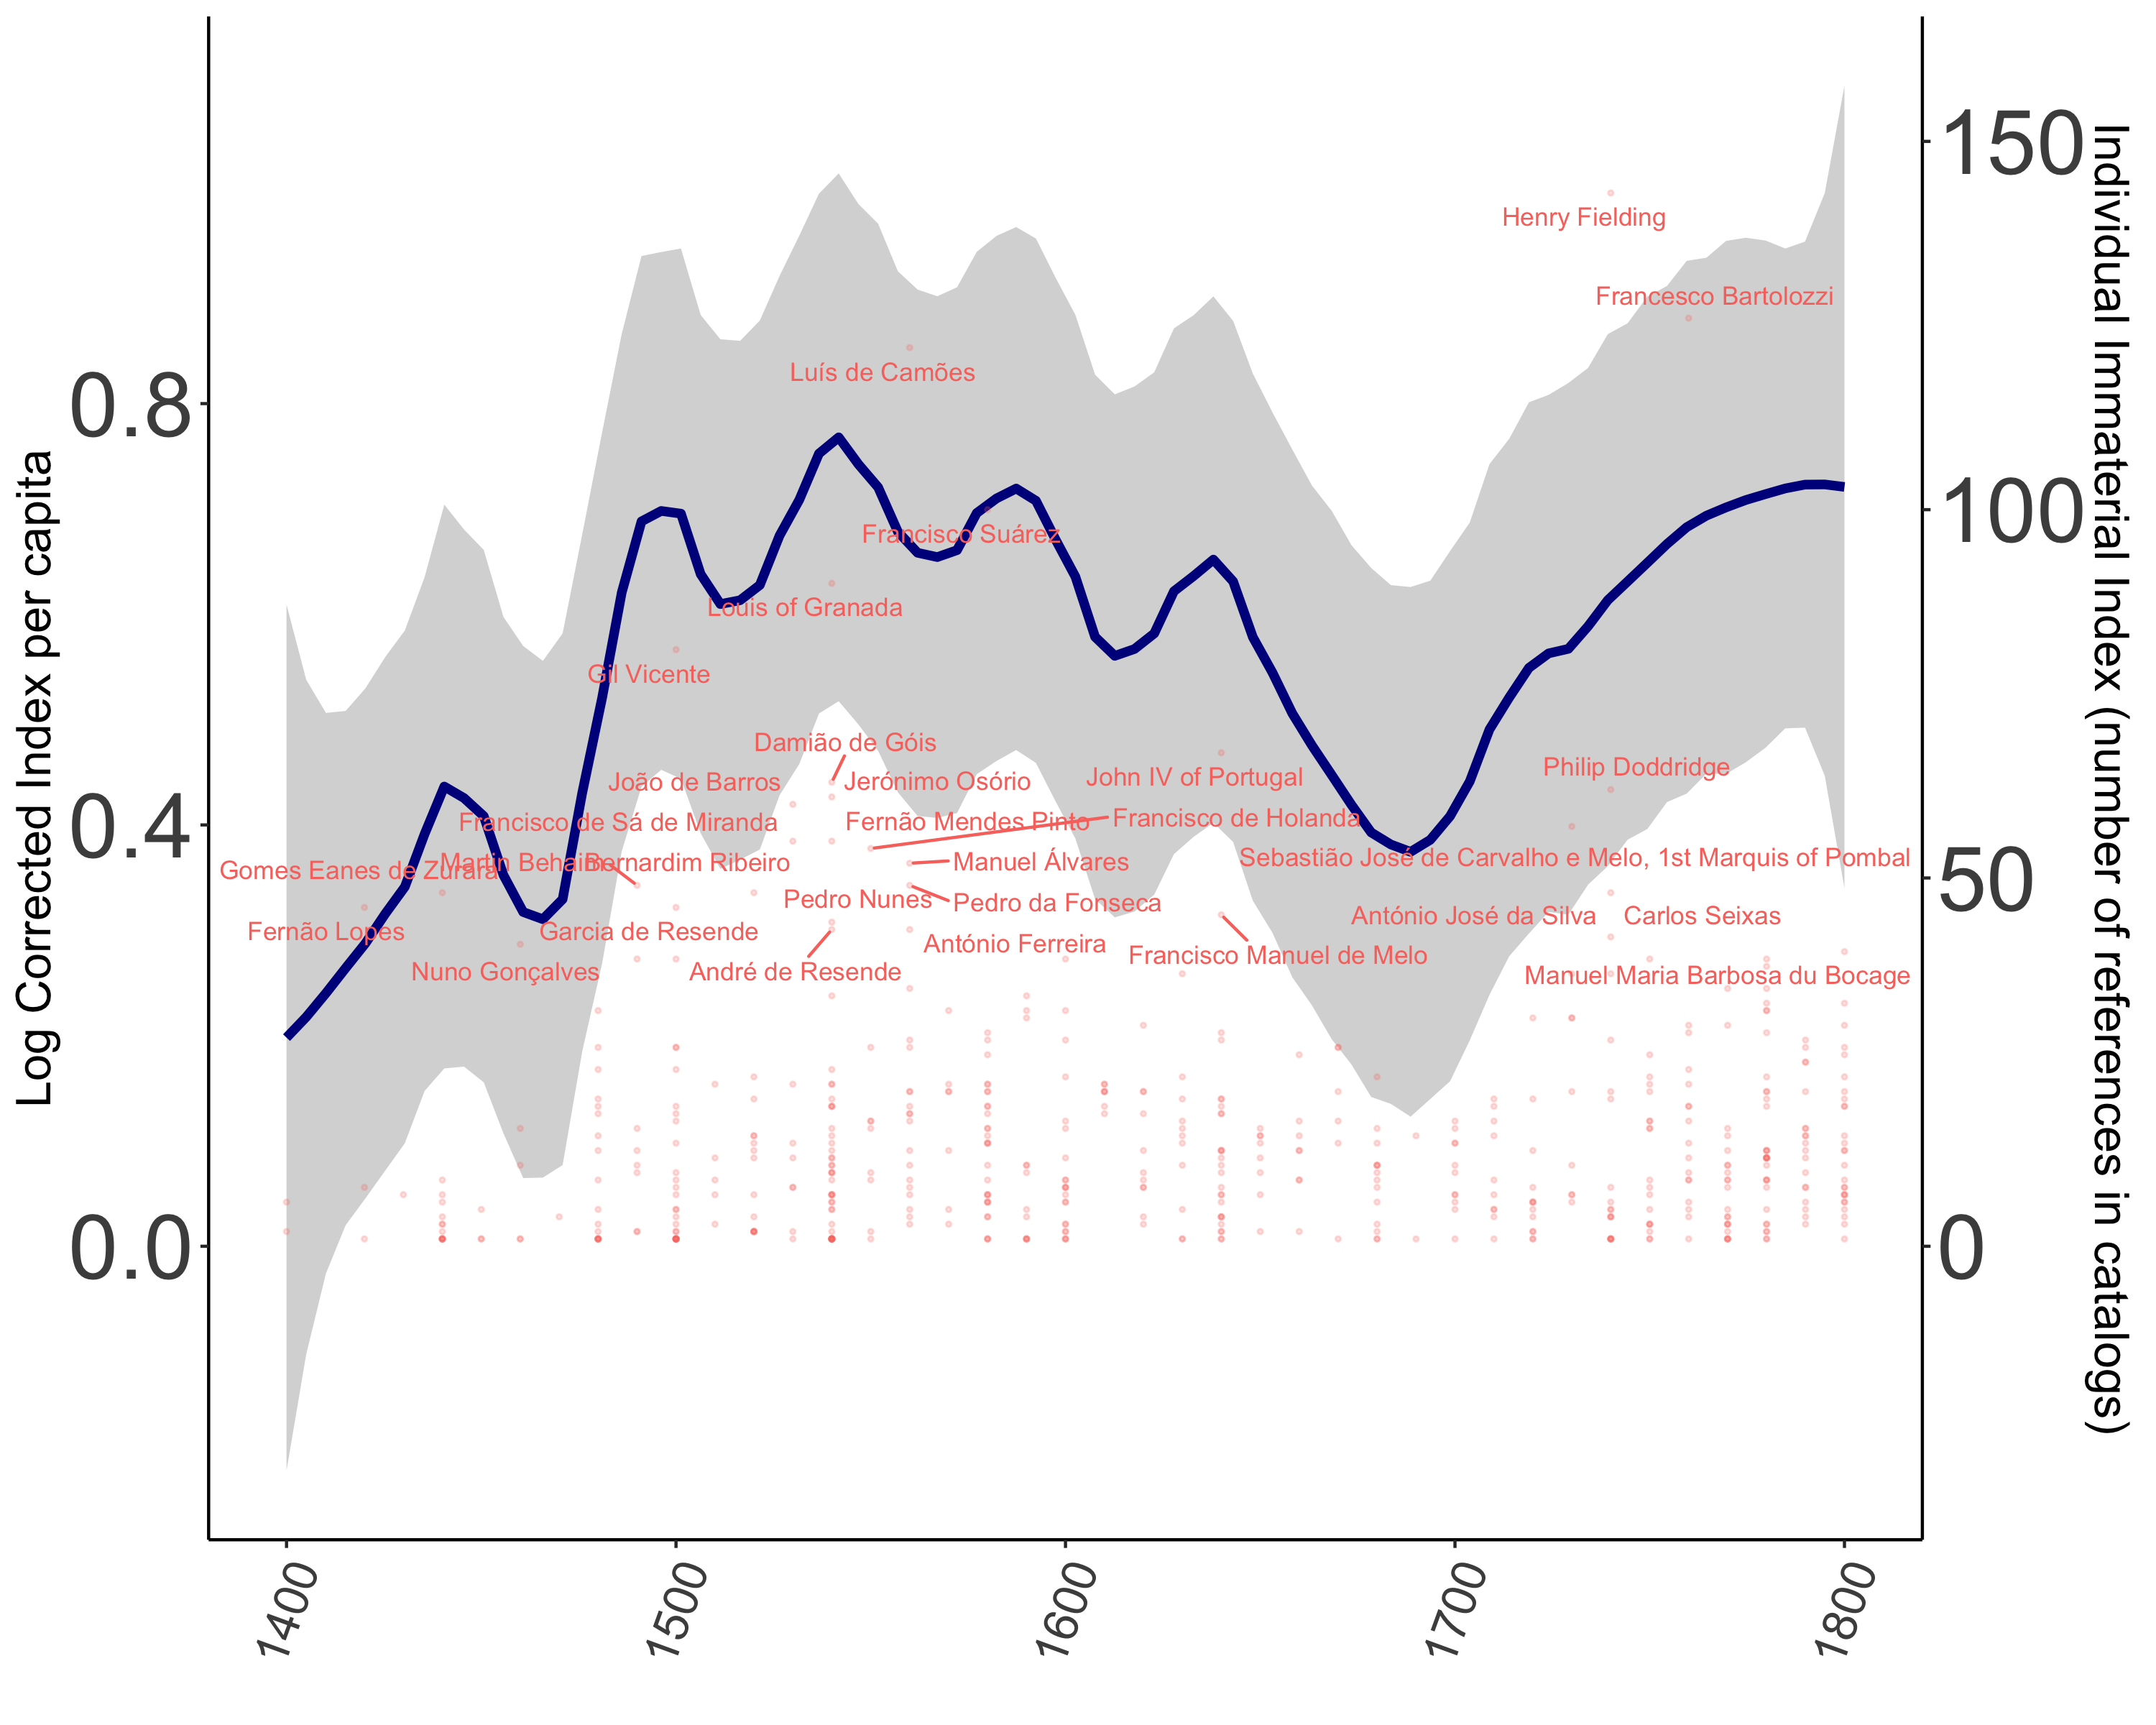 Log Corrected Index per capita
0.8
0.4
0.0
Individual Immaterial Index (number of references in catalogs)
150
100
50
0
Henry Fielding
Francesco Bartolozzi
Luís de Camões
Francisco Suárez
Louis of Granada
Gil Vicente
Damião de Góis
Philip Doddridge
João de Barros
Jerónimo Osório
John IV of Portugal
Francisco de Sá de Miranda
Fernão Mendes Pinto
Francisco de Holanda
Gomes Eanes de Zurara
Martin Behaim
Bernardim Ribeiro
Manuel Álvares
Sebastião José de Carvalho e Melo, 1st Marquis of Pombal
Pedro Nunes
Pedro da Fonseca
António José da Silva
Carlos Seixas
Fernão Lopes
Garcia de Resende
António Ferreira
Francisco Manuel de Melo
Nuno Gonçalves
André de Resende
Manuel Maria Barbosa du Bocage
1400
1500
1600
1700
1800